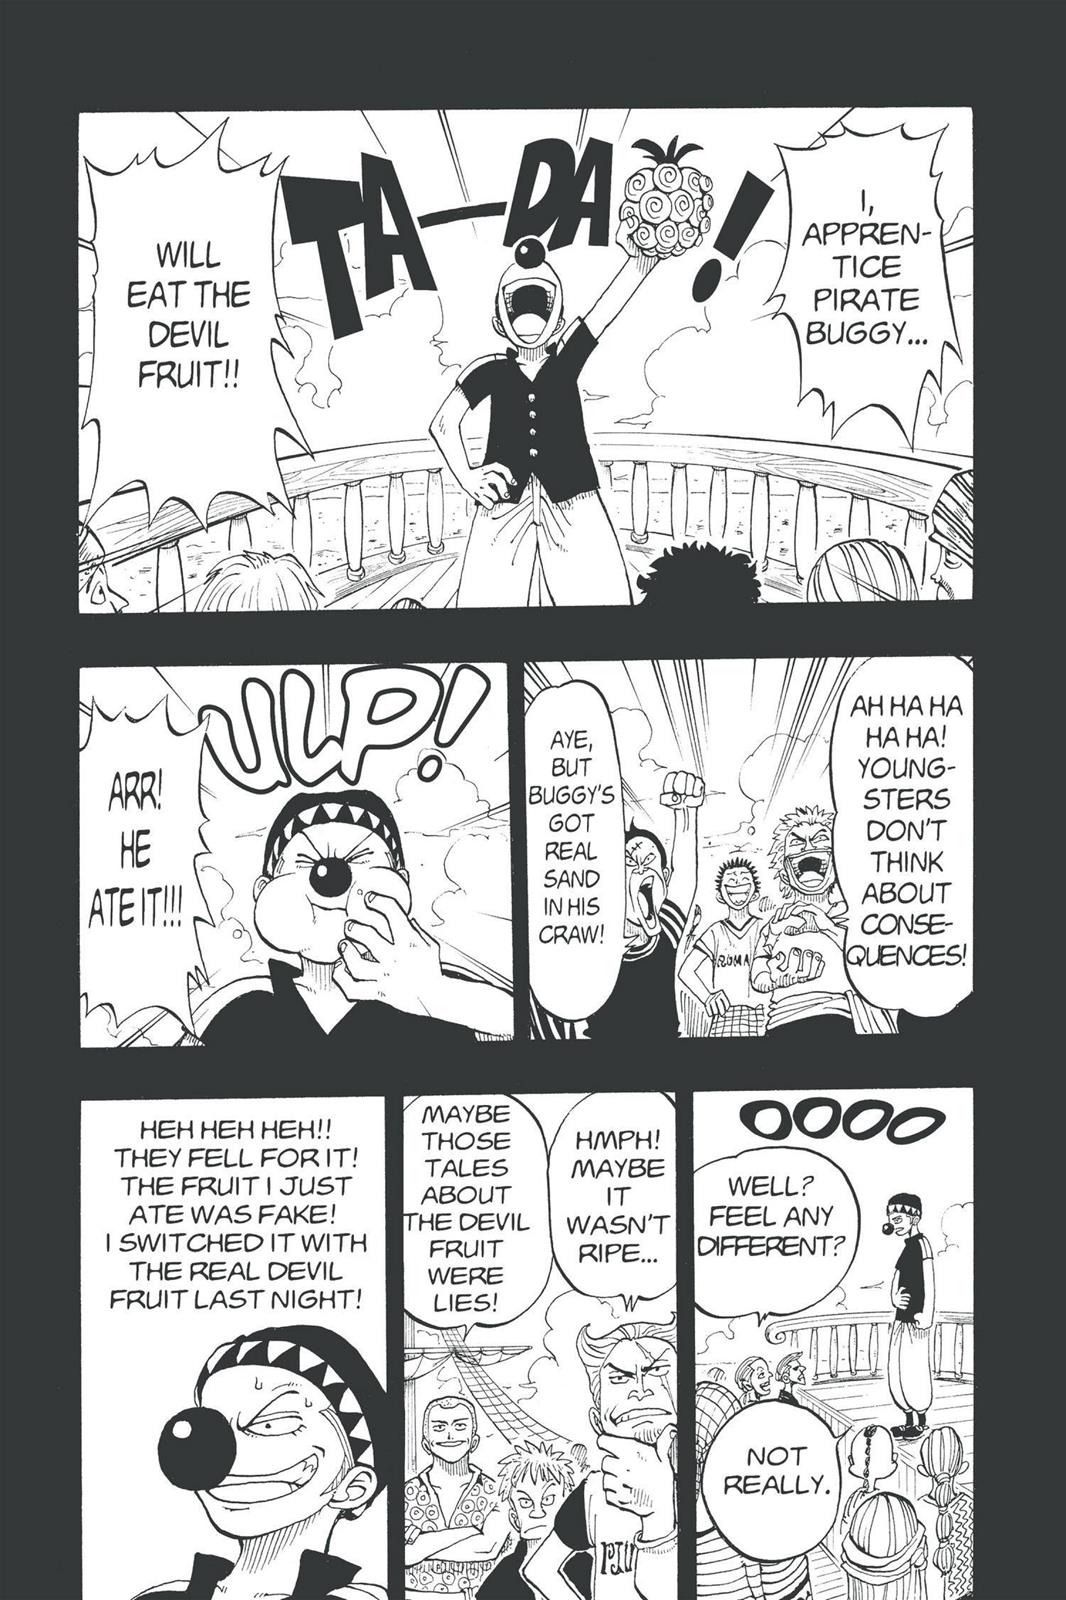 I,
APPREN-
TICE
PIRATE
BUGGY...
TA-DA!
WILL
EAT THE
DEVIL
FRUIT!!
AH HA HA
HA HA!
YOUNG-
STERS
DON'T
THINK
ABOUT
CONSE-
QUENCES!
AYE,
BUT
BUGGY'S
GOT
REAL
SAND
IN HIS
CRAW!
ROMA
ULP!
ARR!
HE
ATE IT!!!
OOOO
WELL?
FEEL ANY
DIFFERENT?
NOT
REALLY.
HMPH!
MAYBE
IT
WASN'T
RIPE...
MAYBE
THOSE
TALES
ABOUT
THE DEVIL
FRUIT
WERE
LIES!
HEH HEH HEH!!
THEY FELL FOR IT!
THE FRUIT I JUST
ATE WAS FAKE!
I SWITCHED IT WITH
THE REAL DEVIL
FRUIT LAST NIGHT!